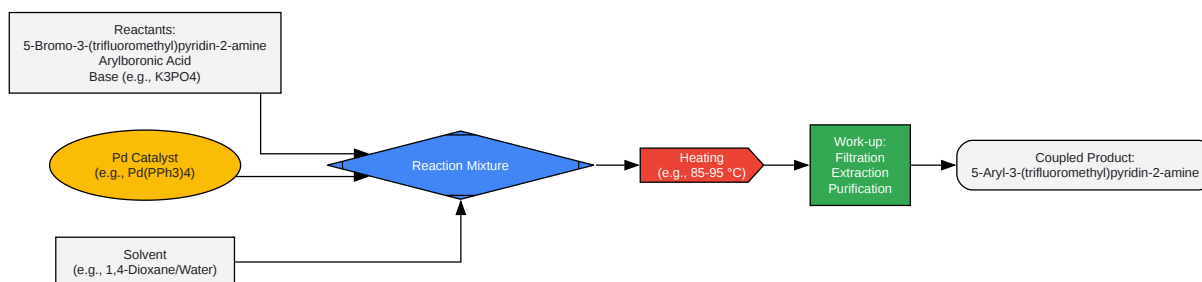 Reactants:
5-Bromo-3-(trifluoromethyl)pyridin-2-amine
Arylboronic Acid
Base (e.g., K3PO4)
Pd Catalyst
(e.g., Pd(PPh3)4)
Solvent
(e.g., 1,4-Dioxane/Water)
Reaction Mixture
Heating
(e.g., 85-95 °C)
Work-up:
Filtration
Extraction
Purification
Coupled Product:
5-Aryl-3-(trifluoromethyl)pyridin-2-amine